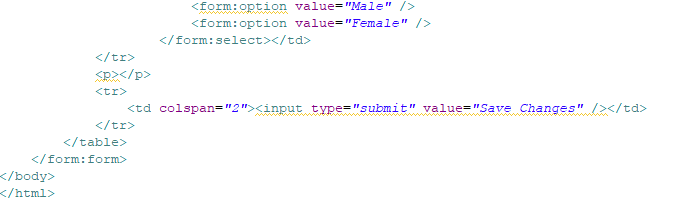 <form:option value="Male" />
<form:option value="Female" />
</form:select></td>
</tr>
<p></p>
<tr>
<td colspan="2"><input type="submit" value="Save Changes" /></td>
</tr>
</table>
</form:form>
</body>
</html>